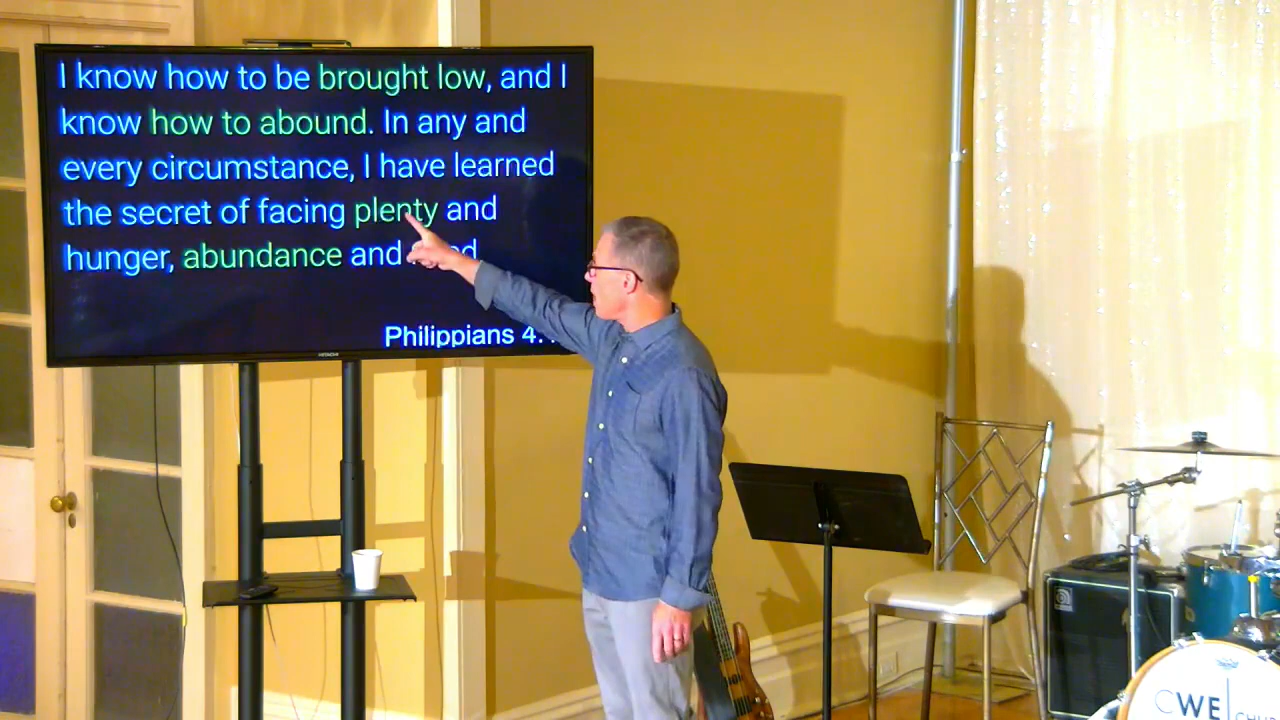 I know how to be brought low, and I
know how to abound. In any and
every circumstance, I have learned
the secret of facing plenty and
hunger, abundance and
Philippians 4:
HITACHI
CWE